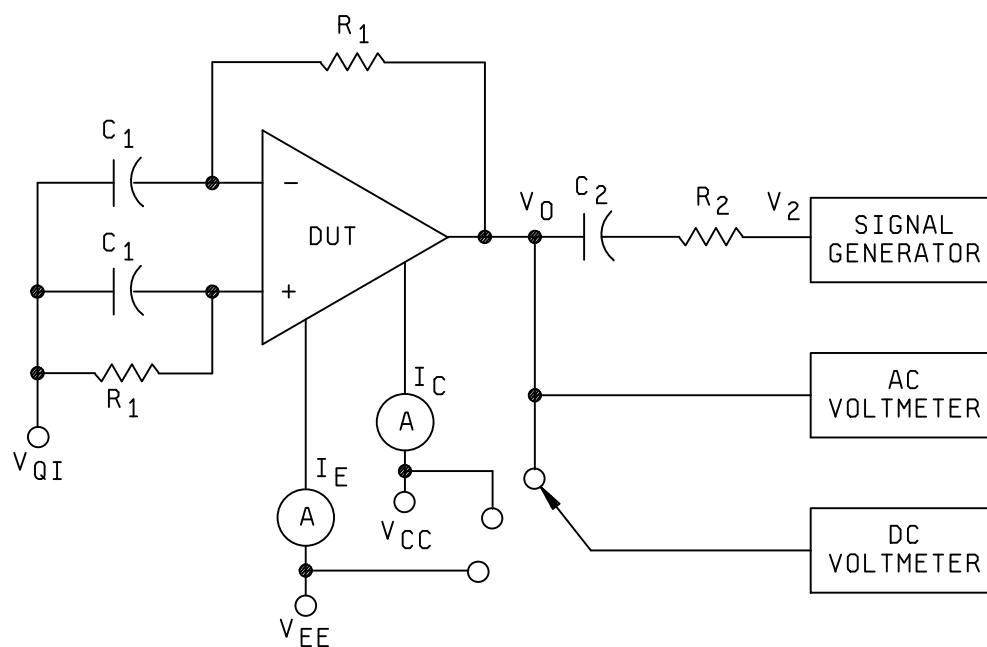 R1
C1
−
VO
C2
R2
V2
SIGNAL
GENERATOR
DUT
C1
+
R1
IC
A
AC
VOLTMETER
VQI
IE
A
VCC
DC
VOLTMETER
VEE